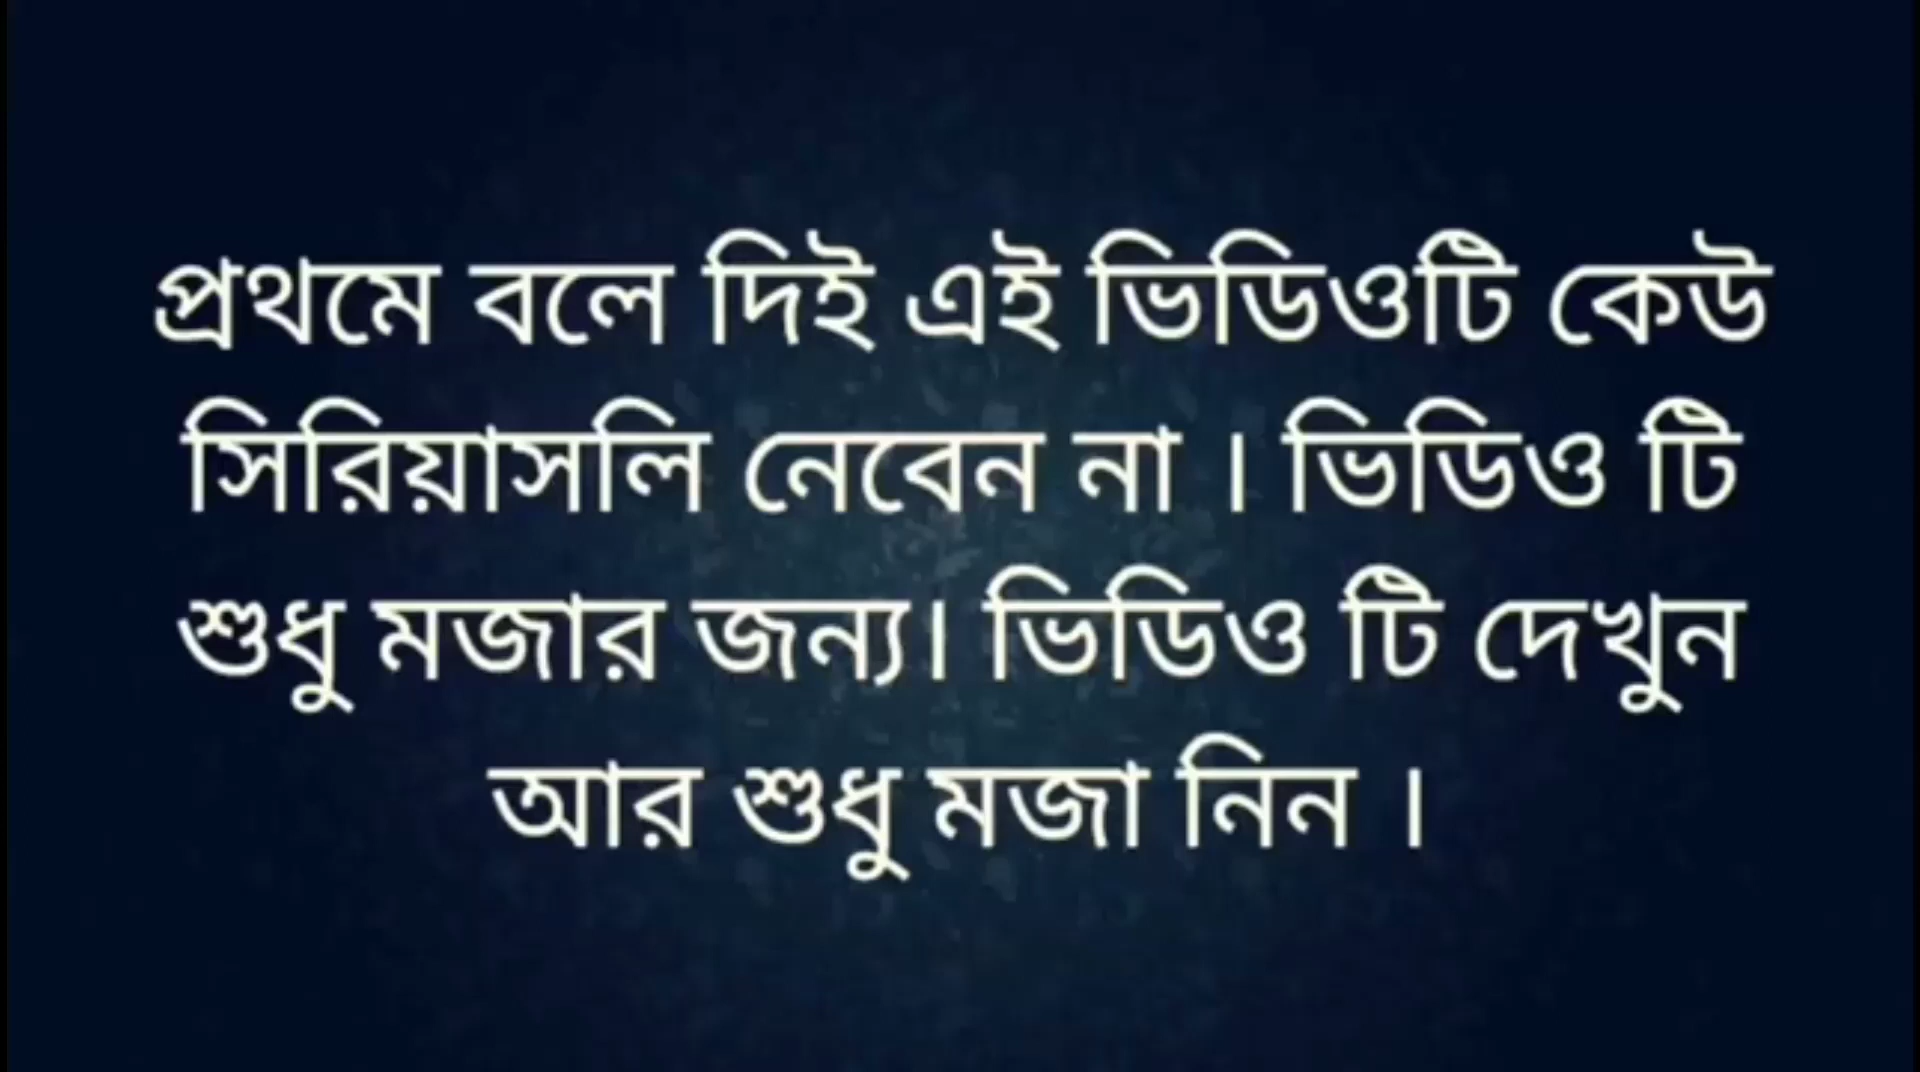 প্রথমে বলে দিই এই ভিডিওটি কেউ
সিরিয়াসলি নেবেন না । ভিডিও টি
শুধু মজার জন্য। ভিডিও টি দেখুন
আর শুধু মজা নিন ।